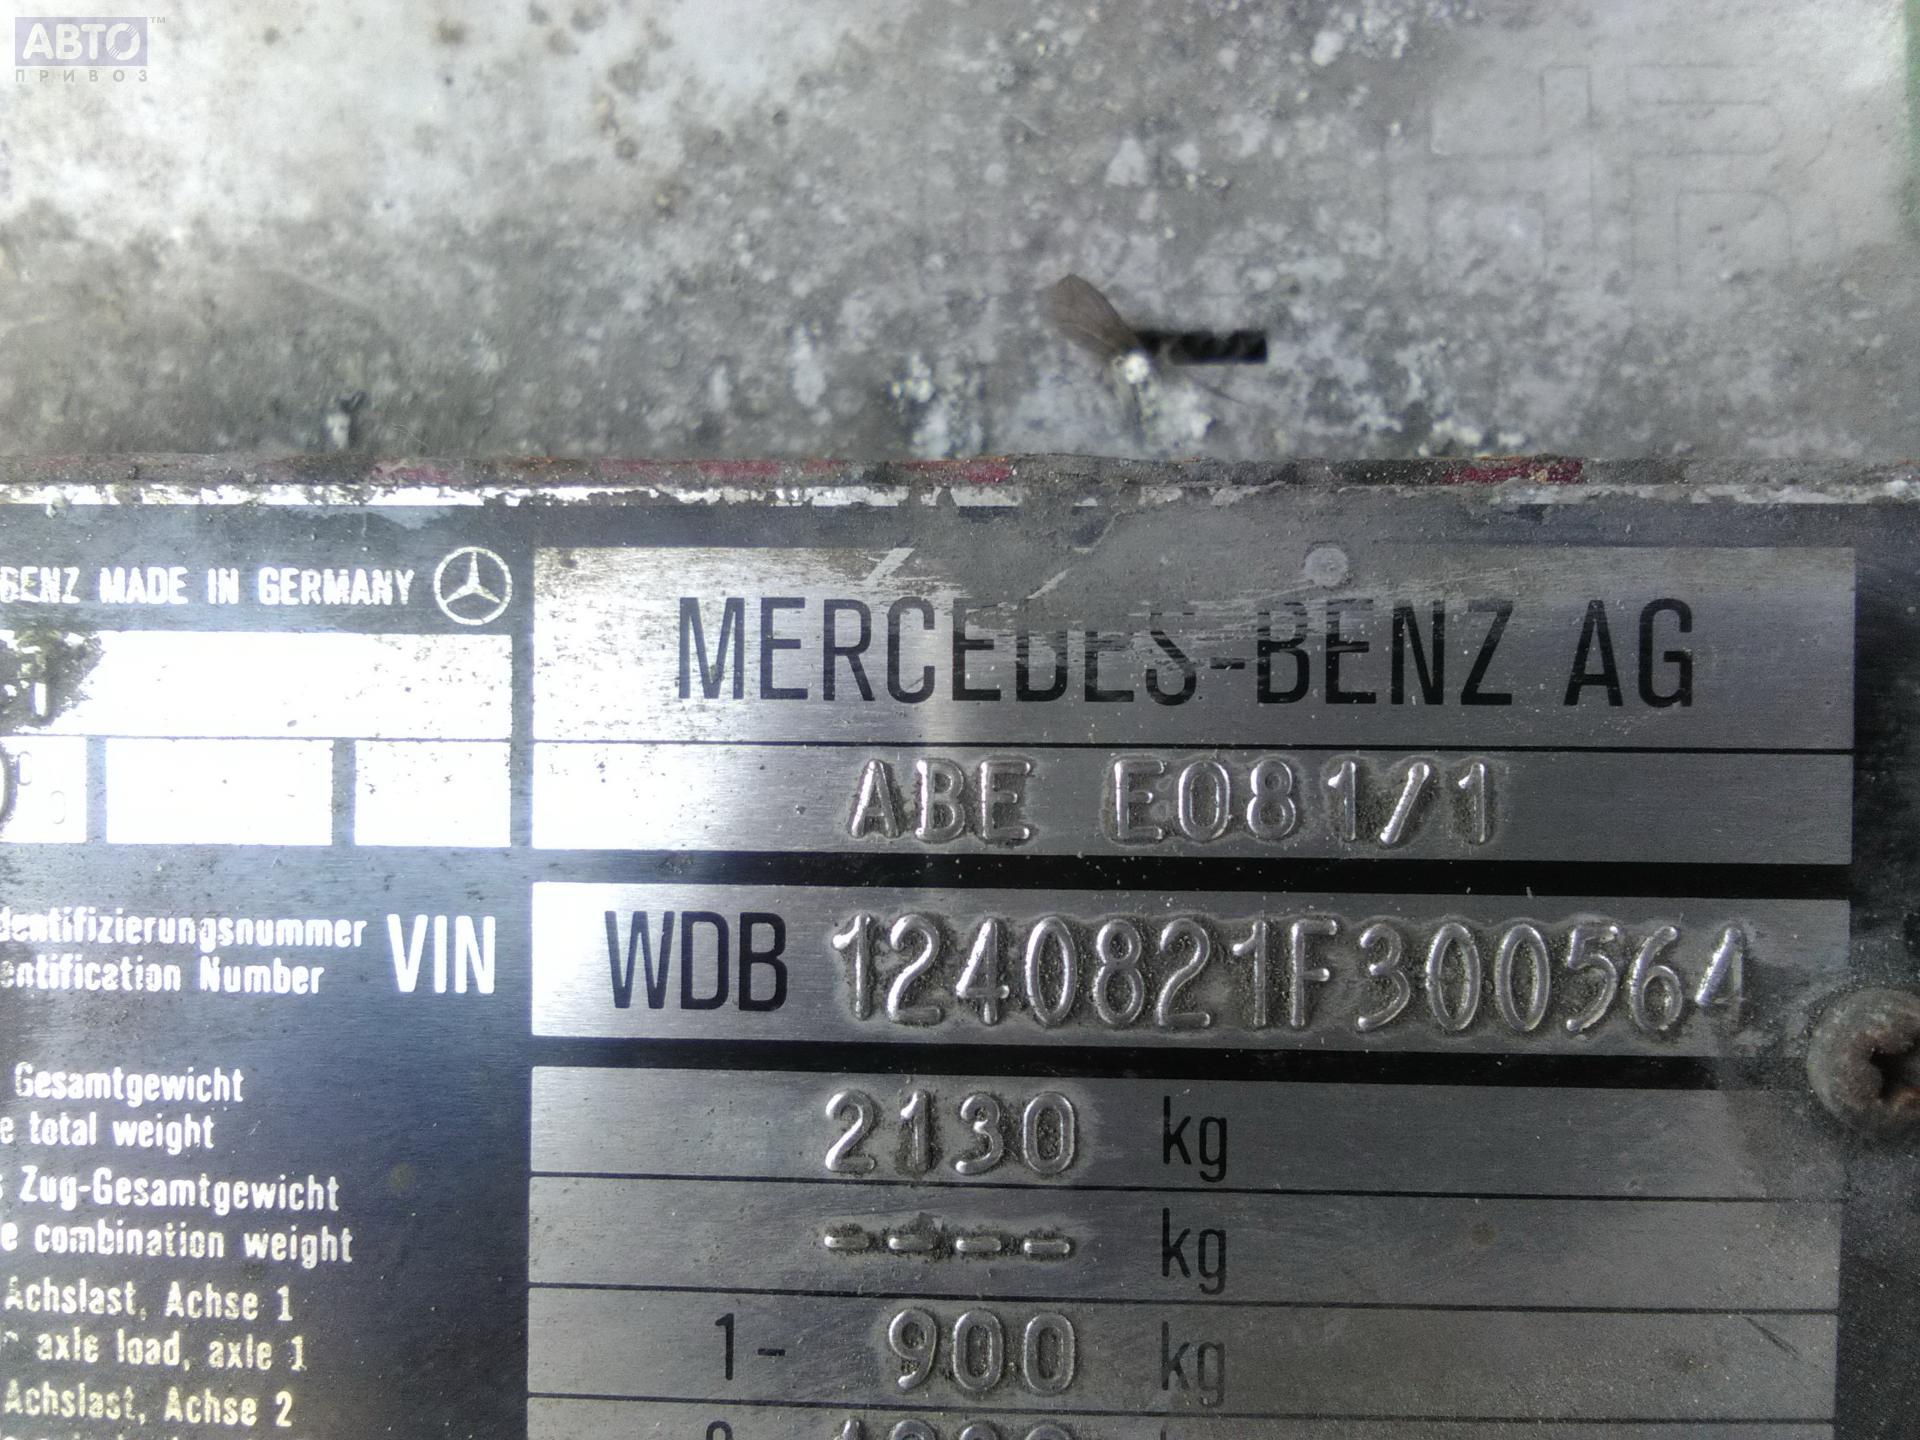 АВТО™
ПРИВОЗ
BENZ MADE IN GERMANY
MERCEDES-BENZ AG
ABE E081/1
dentifizierungsnummer
entification Number
VIN
WDB 1240821F300564
Gesamtgewicht
e total weight
2130 kg
s Zug-Gesamtgewicht
e combination weight
---- kg
Achslast, Achse 1
axle load, axle 1
1- 900 kg
Achslast, Achse 2